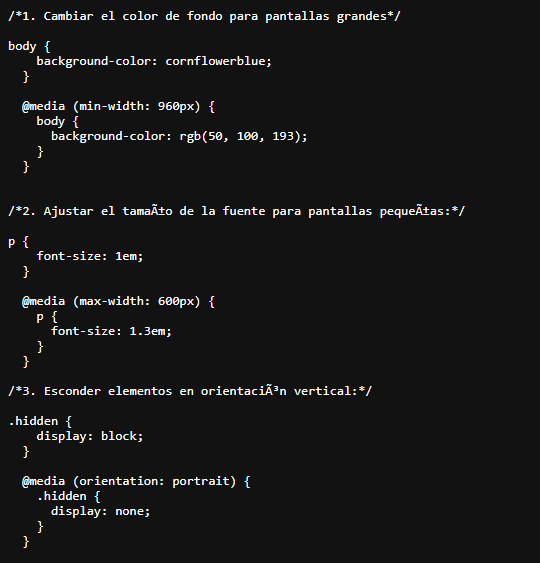 /*1. Cambiar el color de fondo para pantallas grandes*/
body {
background-color: cornflowerblue;
}
@media (min-width: 960px) {
body {
background-color: rgb(50, 100, 193);
}
}
/*2. Ajustar el tamaÃ±o de la fuente para pantallas pequeÃ±as:*/
p {
font-size: 1em;
}
@media (max-width: 600px) {
p {
font-size: 1.3em;
}
}
/*3. Esconder elementos en orientaciÃ³n vertical:*/
.hidden {
display: block;
}
@media (orientation: portrait) {
.hidden {
display: none;
}
}